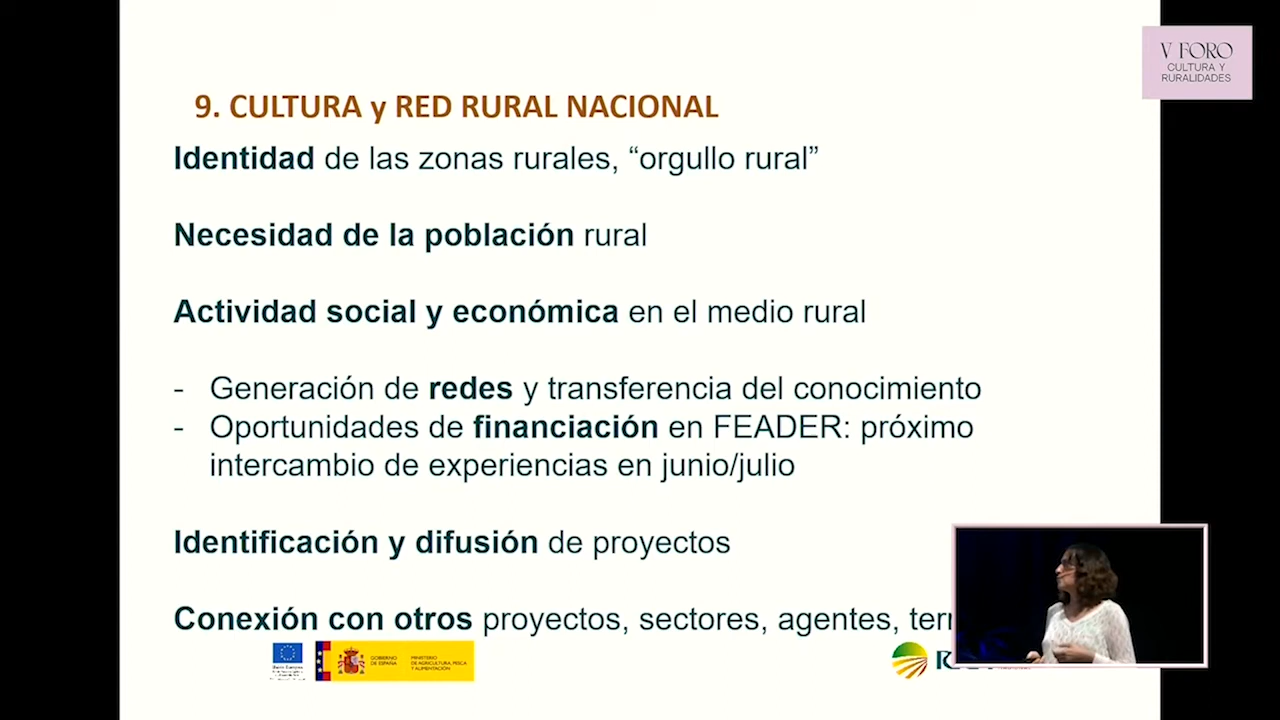 V FORO
CULTURA Y
RURALIDADES
9. CULTURA y RED RURAL NACIONAL
Identidad de las zonas rurales, “orgullo rural”
Necesidad de la población rural
Actividad social y económica en el medio rural
- Generación de redes y transferencia del conocimiento
- Oportunidades de financiación en FEADER: próximo
intercambio de experiencias en junio/julio
Identificación y difusión de proyectos
Conexión con otros proyectos, sectores, agentes,
GOBIERNO
DE ESPAÑA
MINISTERIO
DE AGRICULTURA, PESCA
Y ALIMENTACIÓN